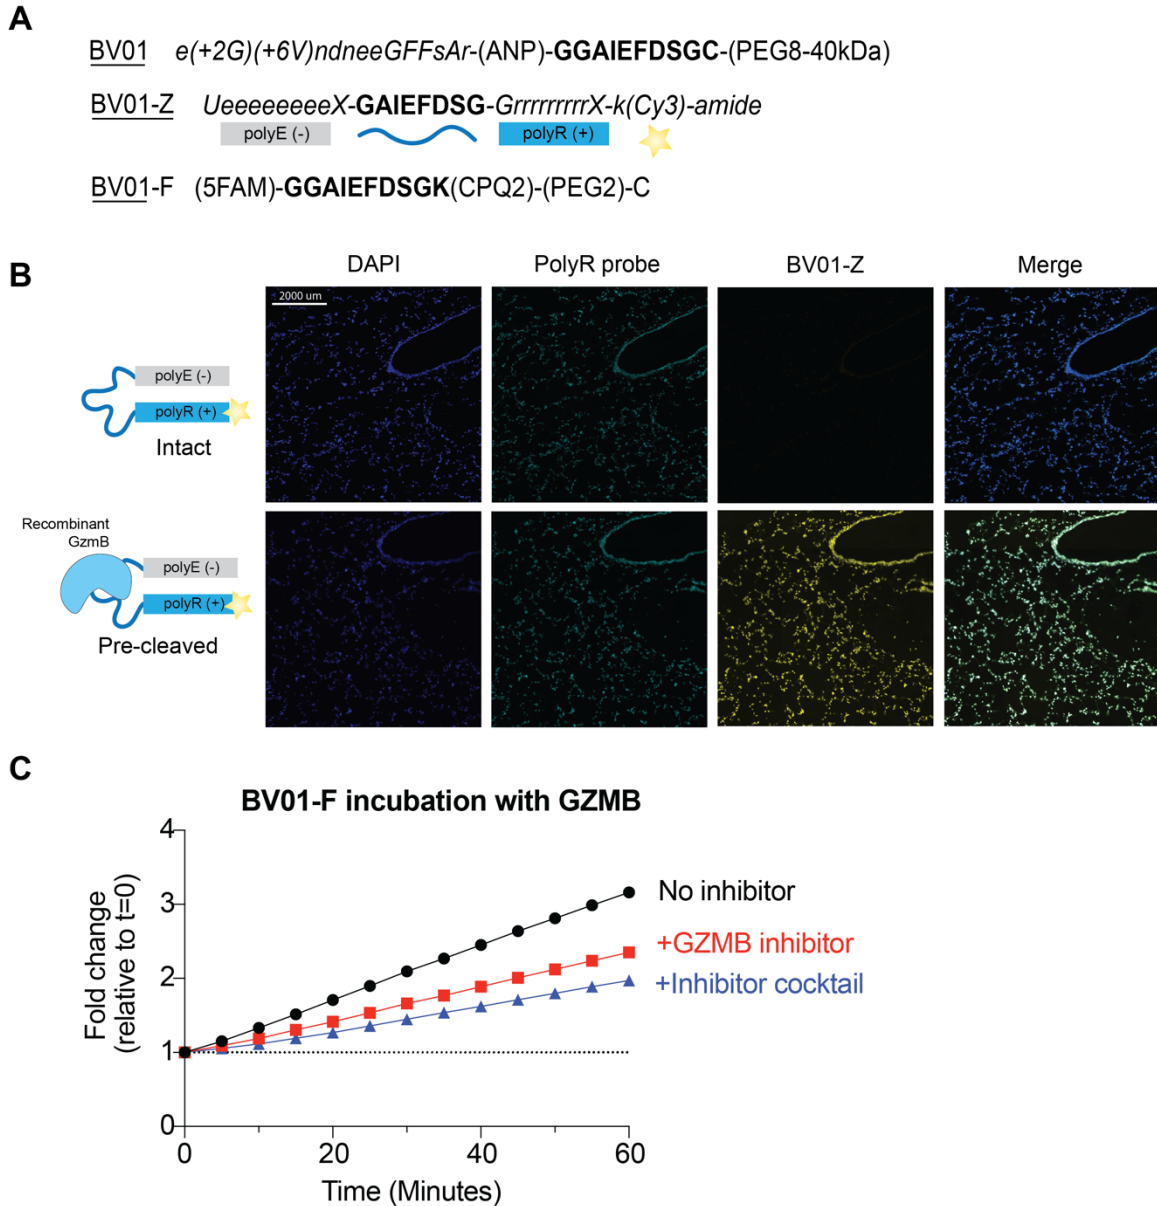 A
BV01 e(+2G)(+6V)ndneeGFFsAr-(ANP)-GGAIEFDSGC-(PEG8-40kDa)
BV01-Z UeeeeeeeeeX-GAIEFDSG-GrrrrrrrrrX-k(Cy3)-amide
polyE (-) polyR (+)
BV01-F (5FAM)-GGAIEFDSGK(CPQ2)-(PEG2)-C
B
DAPI PolyR probe BV01-Z Merge
2000 um
polyE (-)
polyR (+)
Intact
Recombinant
GzmB
polyE (-)
polyR (+)
Pre-cleaved
C
BV01-F incubation with GZMB
Fold change
(relative to t=0)
4
3
2
1
0
No inhibitor
+GZMB inhibitor
+Inhibitor cocktail
0 20 40 60
Time (Minutes)